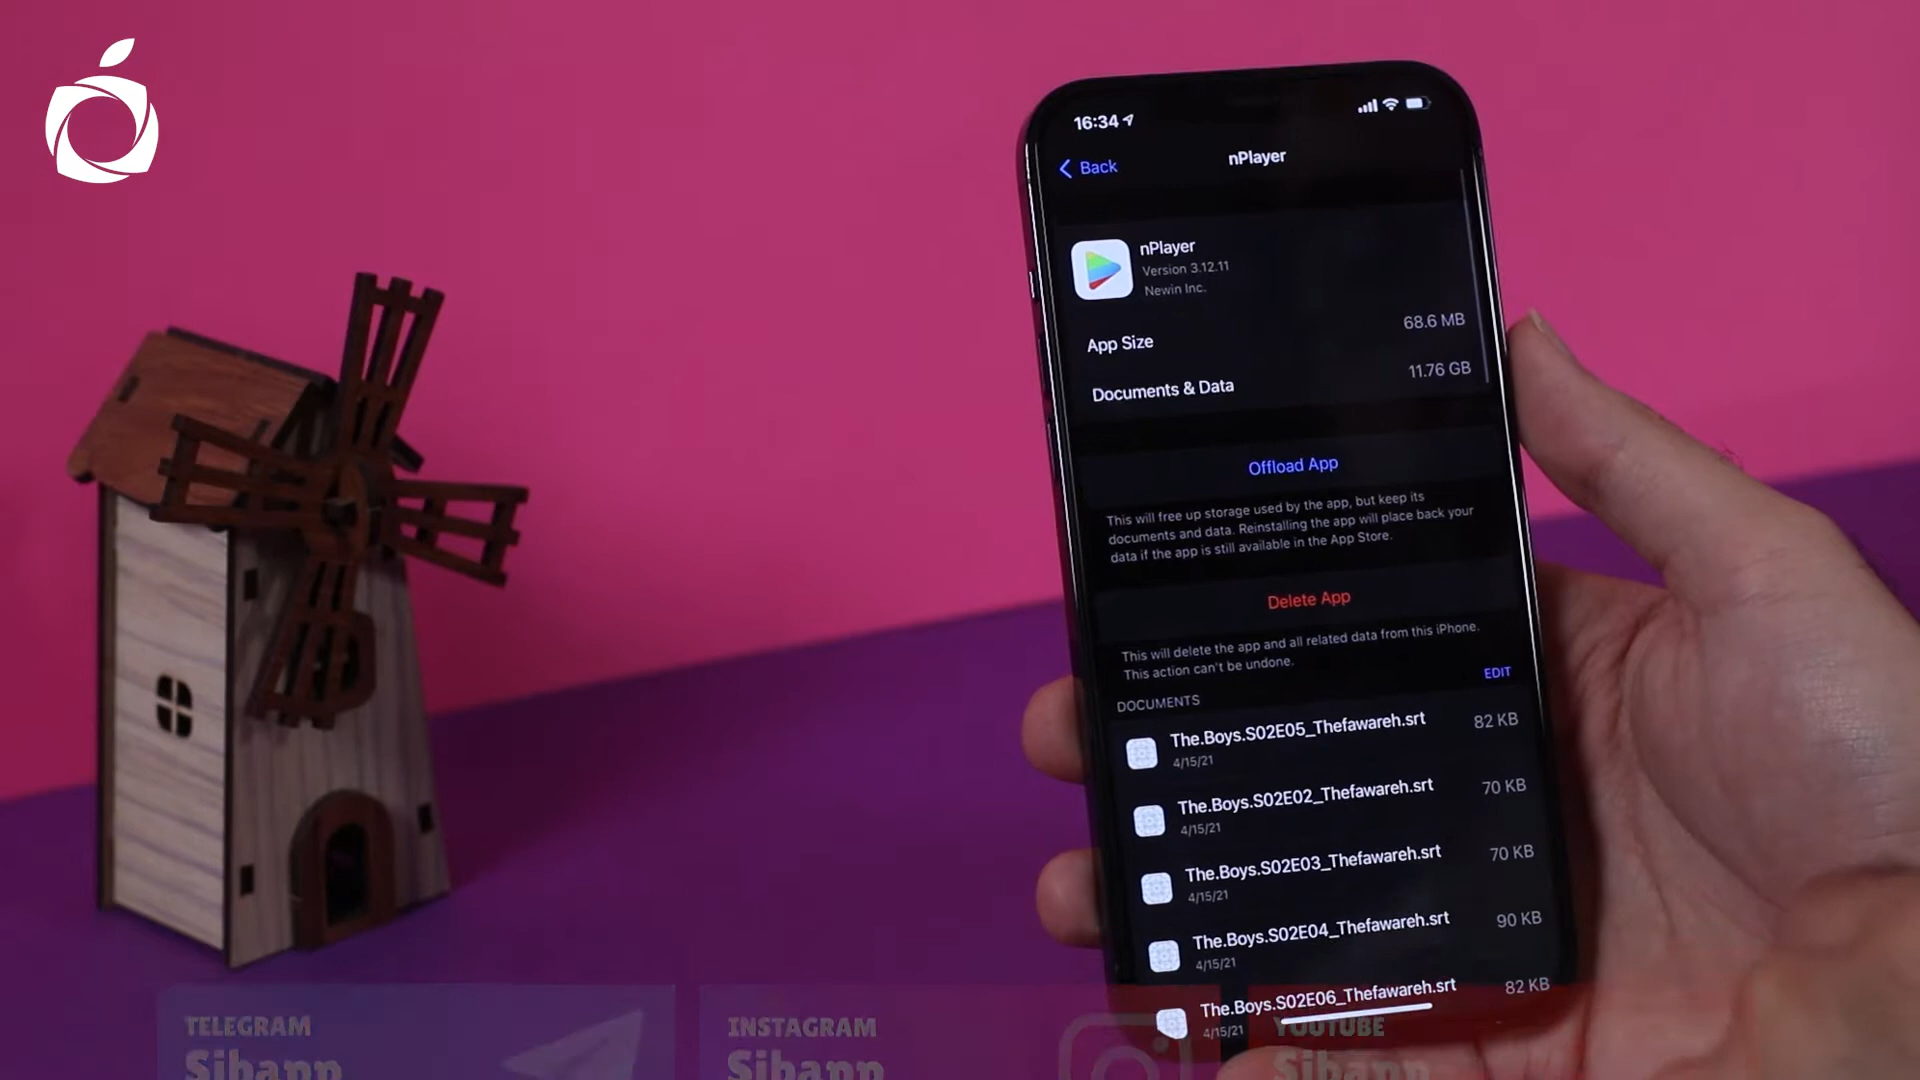 16:34
Back
nPlayer
nPlayer
Version 3.12.11
Newin Inc.
App Size
68.6 MB
Documents & Data
11.76 GB
Offload App
This will free up storage used by the app, but keep its
documents and data. Reinstalling the app will place back your
data if the app is still available in the App Store.
Delete App
This will delete the app and all related data from this iPhone.
This action can't be undone.
DOCUMENTS
EDIT
The.Boys.S02E05_Thefawareh.srt
82 KB
4/15/21
The.Boys.S02E02_Thefawareh.srt
70 KB
4/15/21
The.Boys.S02E03_Thefawareh.srt
70 KB
4/15/21
The.Boys.S02E04_Thefawareh.srt
90 KB
4/15/21
The.Boys.S02E06_Thefawareh.srt
82 KB
4/15/21
TELEGRAM
Sibapp
INSTAGRAM
Sibapp
YOUTUBE
Sibapp